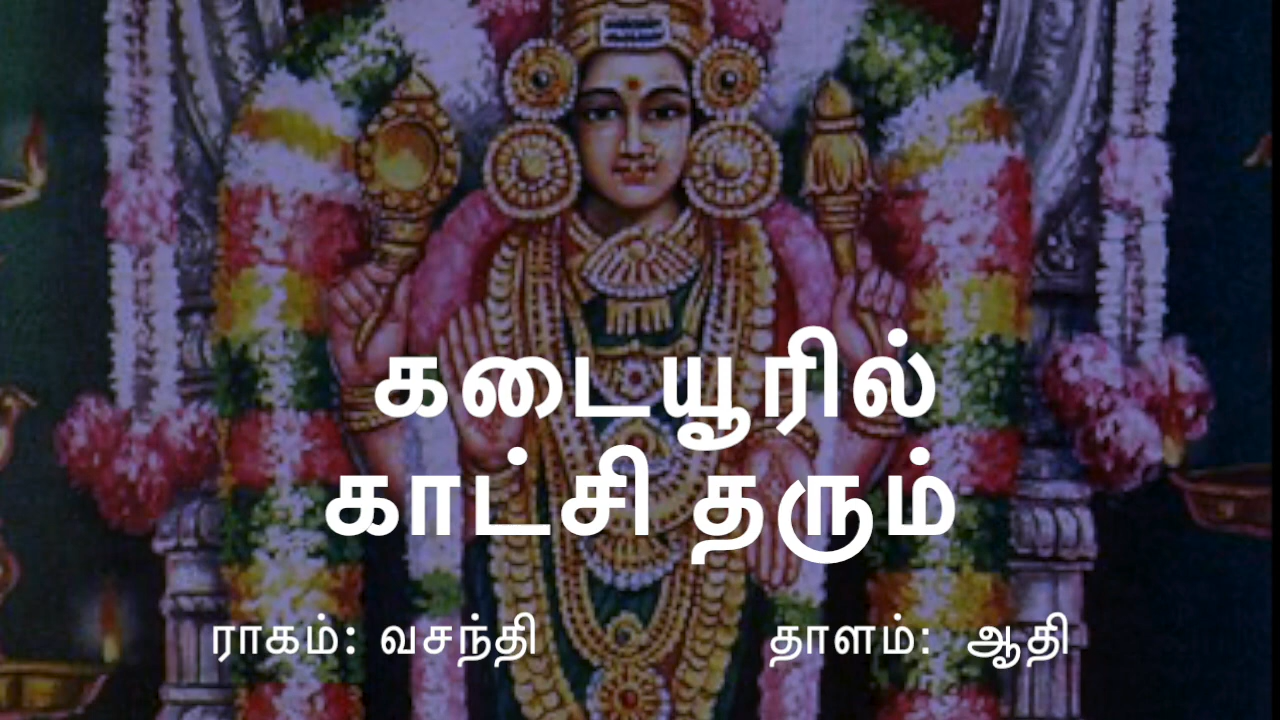 கடையூரில்
காட்சி தரும்
ராகம்: வசந்தி தாளம்: ஆதி